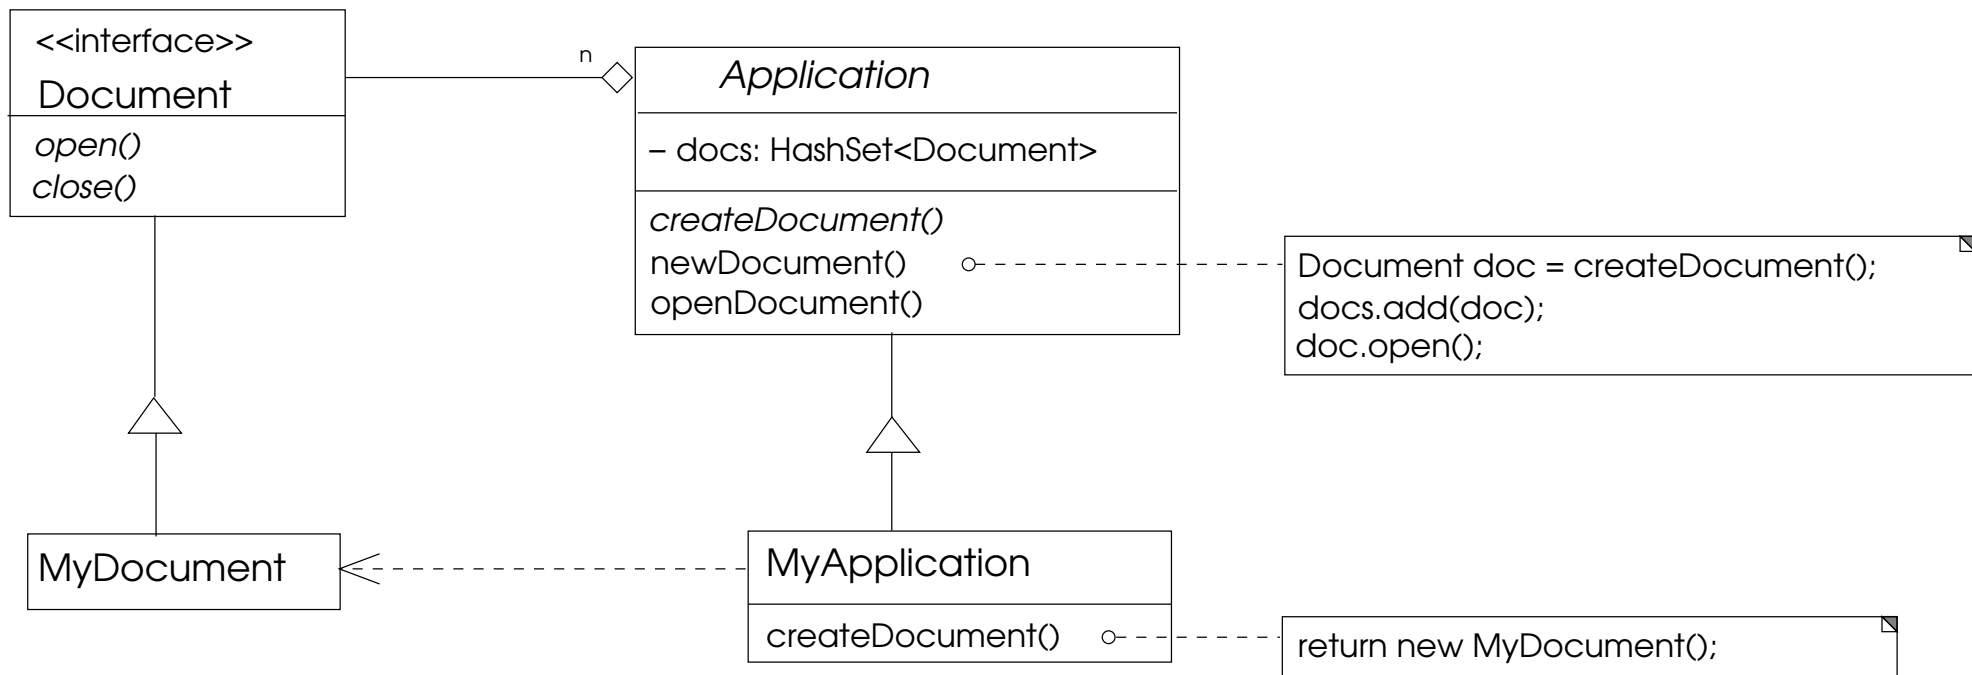 <<interface>>
Document
open()
close()
n
Application
– docs: HashSet<Document>
createDocument()
newDocument()
openDocument()
Document doc = createDocument();
docs.add(doc);
doc.open();
MyDocument
MyApplication
createDocument()
return new MyDocument();